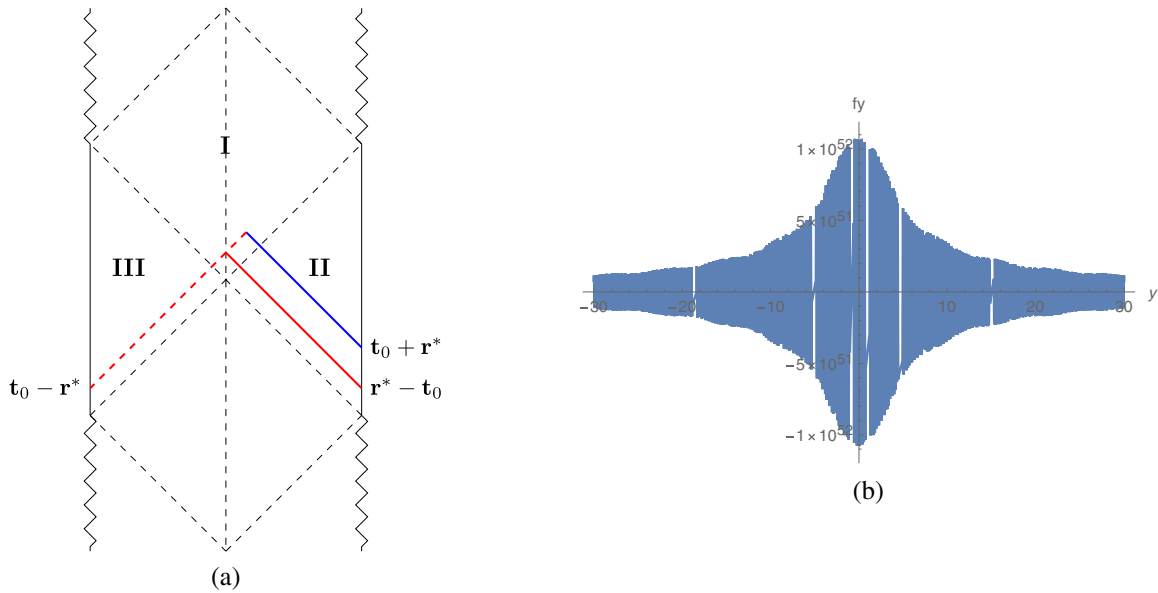 I
III
II
t₀ + r*
t₀ − r*
r* − t₀
(a)
fy
1×10⁵²
5×10⁵¹
−30
−20
−10
10
20
30
y
−5×10⁵¹
−1×10⁵²
(b)